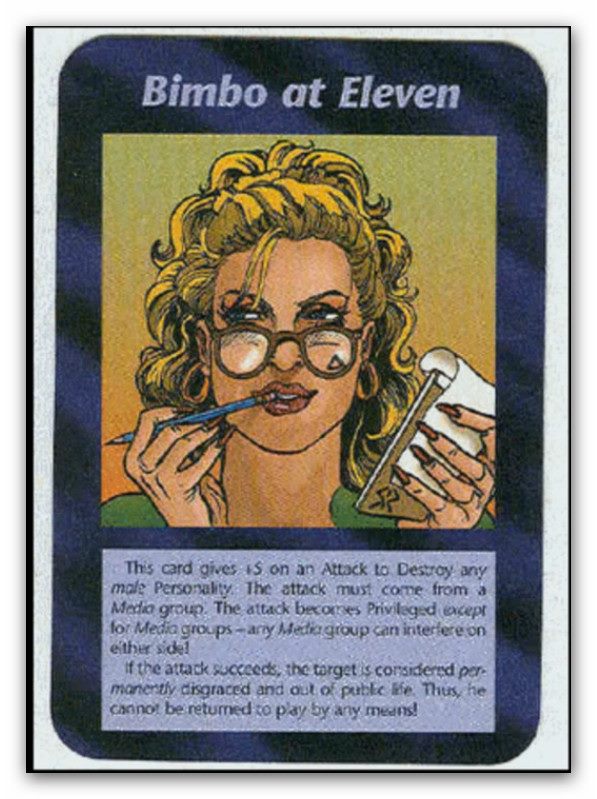 Bimbo at Eleven
This card gives +5 on an Attack to Destroy any
male Personality. The attack must come from a
Media group. The attack becomes Privileged except
for Media groups – any Media group can interfere on
either side!
If the attack succeeds, the target is considered per-
manently disgraced and out of public life. Thus, he
cannot be returned to play by any means!